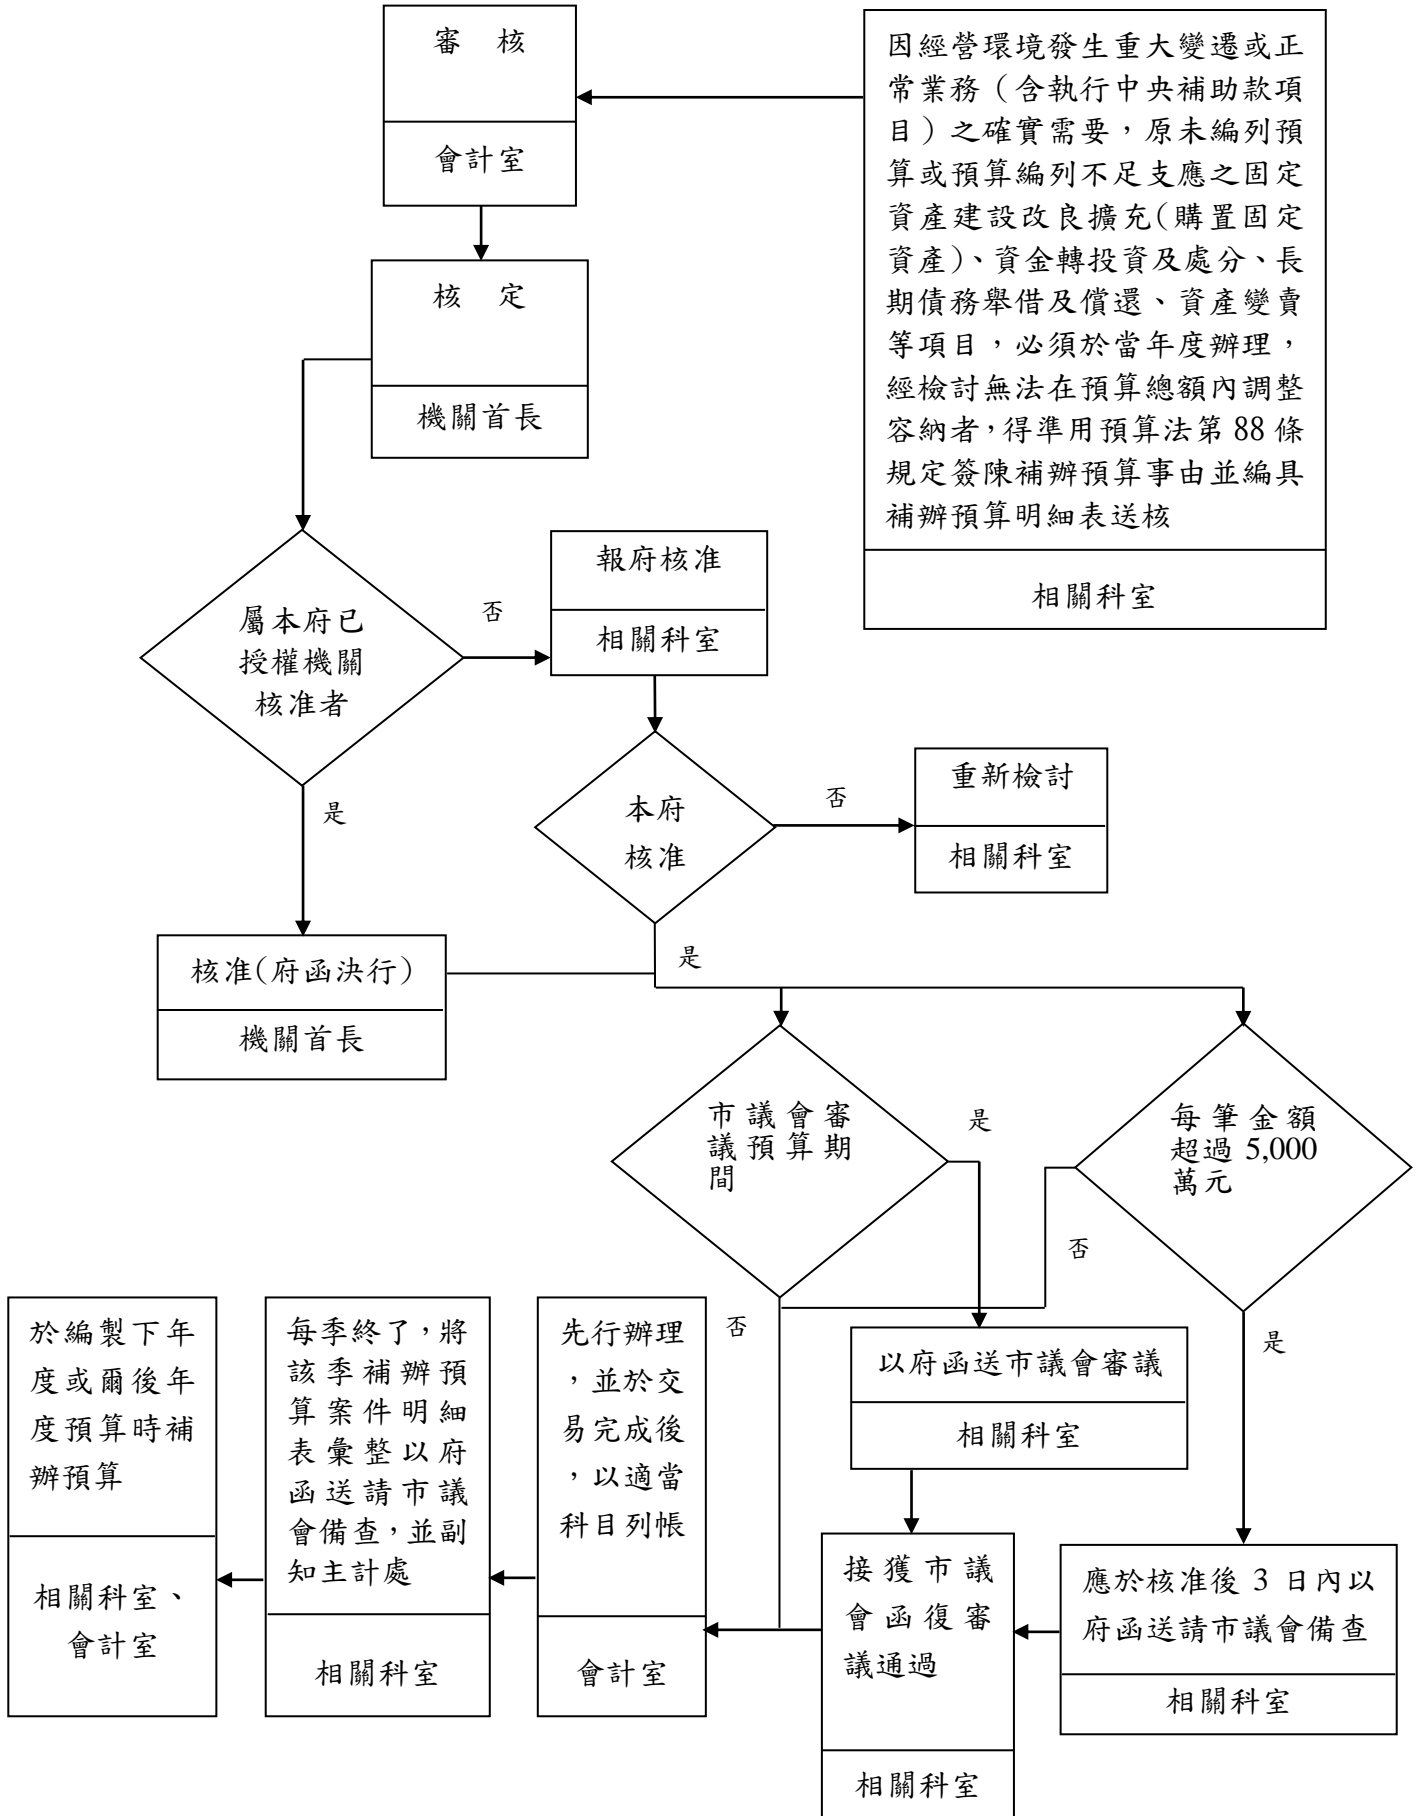 審 核
會計室
因經營環境發生重大變遷或正
常業務（含執行中央補助款項
目）之確實需要，原未編列預
算或預算編列不足支應之固定
資產建設改良擴充(購置固定
資產)、資金轉投資及處分、長
期債務舉借及償還、資產變賣
等項目，必須於當年度辦理，
經檢討無法在預算總額內調整
容納者，得準用預算法第 88 條
規定簽陳補辦預算事由並編具
補辦預算明細表送核
相關科室
核 定
機關首長
屬本府已
授權機關
核准者
否
是
報府核准
相關科室
本府
核准
否
是
重新檢討
相關科室
核准(府函決行)
機關首長
市議會審
議預算期
間
是
否
每筆金額
超過 5,000
萬元
否
是
以府函送市議會審議
相關科室
應於核准後 3 日內以
府函送請市議會備查
相關科室
接獲市議
會函復審
議通過
相關科室
先行辦理
，並於交
易完成後
，以適當
科目列帳
會計室
每季終了，將
該季補辦預
算案件明細
表彙整以府
函送請市議
會備查，並副
知主計處
相關科室
於編製下年
度或爾後年
度預算時補
辦預算
相關科室、
會計室